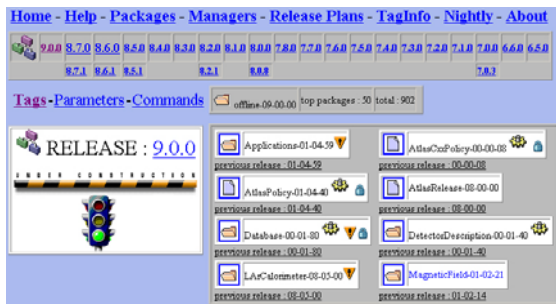 Home - Help - Packages - Managers - Release Plans - TagInfo - Nightly - About
9.0.0 8.7.0 8.6.0 8.5.0 8.4.0 8.3.0 8.2.0 8.1.0 8.0.0 7.8.0 7.7.0 7.6.0 7.5.0 7.4.0 7.3.0 7.2.0 7.1.0 7.0.0 6.6.0 6.5.0
8.7.1 8.6.1 8.5.1 8.2.1 8.0.8 7.0.2
Tags - Parameters - Commands offline-09-00-00 top packages : 50 total : 902
RELEASE : 9.0.0
UNDER CONSTRUCTION
Applications-01-04-59 AtlasCxxPolicy-00-00-08
previous release : 01-04-59 previous release : 00-00-08
AtlasPolicy-01-04-40 AtlasRelease-08-00-00
previous release : 01-04-40 previous release : 08-00-00
Database-00-01-80 DetectorDescription-00-01-40
previous release : 00-01-80 previous release : 00-01-40
LArCalorimeter-08-05-00 MagneticField-01-02-21
previous release : 08-05-00 previous release : 01-02-14